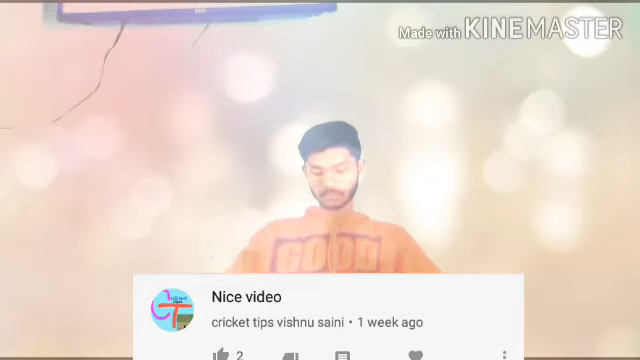 Made with KINEMASTER
GOOD
Nice video
cricket tips vishnu saini • 1 week ago
2